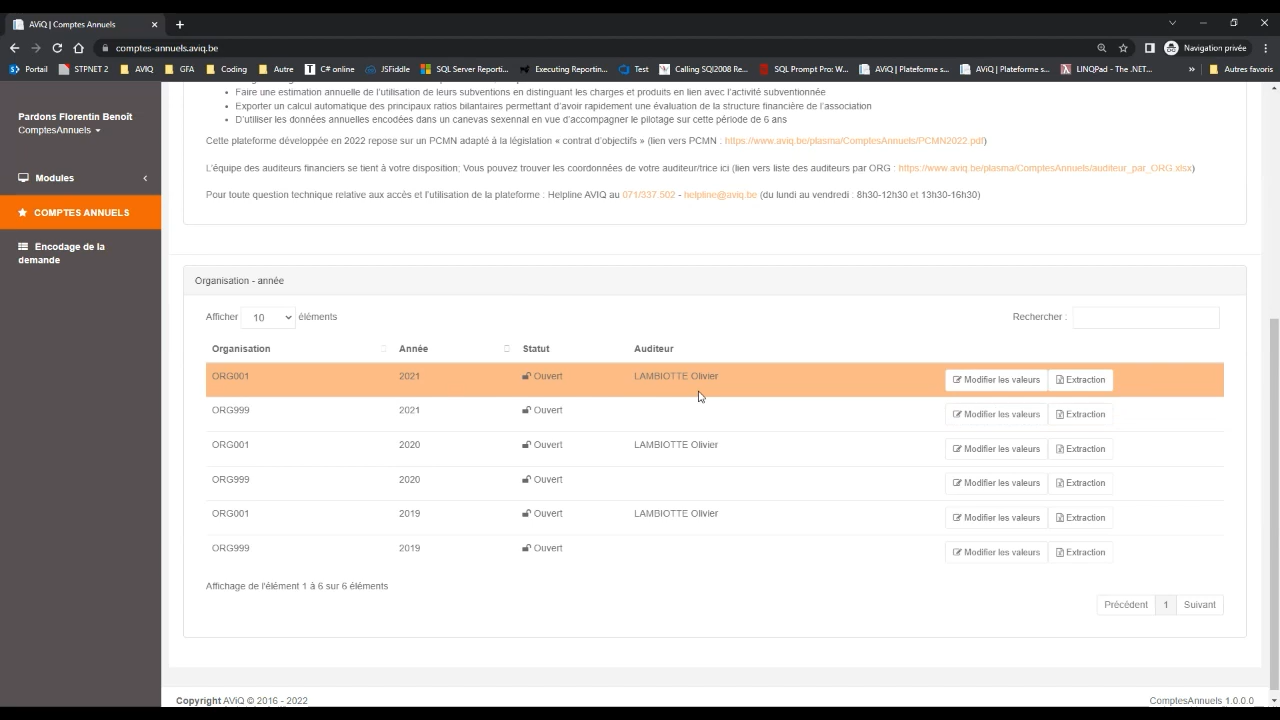 AViQ | Comptes Annuels
comptes-annuels.aviq.be
Navigation privée
Portail STPNET 2 AVIQ GFA Coding Autre C# online JSFiddle SQL Server Reporti... Executing Reportin... Test Calling SQl2008 Re... SQL Prompt Pro: W... AViQ | Plateforme s... AViQ | Plateforme s... LINQPad - The .NET... » Autres favoris
Pardons Florentin Benoît
ComptesAnnuels
Modules
COMPTES ANNUELS
Encodage de la
demande
• Faire une estimation annuelle de l'utilisation de leurs subventions en distinguant les charges et produits en lien avec l'activité subventionnée
• Exporter un calcul automatique des principaux ratios bilantaires permettant d'avoir rapidement une évaluation de la structure financière de l'association
• D'utiliser les données annuelles encodées dans un canevas sexennal en vue d'accompagner le pilotage sur cette période de 6 ans
Cette plateforme développée en 2022 repose sur un PCMN adapté à la législation « contrat d'objectifs » (lien vers PCMN : https://www.aviq.be/plasma/ComptesAnnuels/PCMN2022.pdf)
L'équipe des auditeurs financiers se tient à votre disposition; Vous pouvez trouver les coordonnées de votre auditeur/trice ici (lien vers liste des auditeurs par ORG : https://www.aviq.be/plasma/ComptesAnnuels/auditeur_par_ORG.xlsx)
Pour toute question technique relative aux accès et l'utilisation de la plateforme : Helpline AVIQ au 071/337.502 - helpline@aviq.be (du lundi au vendredi : 8h30-12h30 et 13h30-16h30)
Organisation - année
Afficher 10 éléments Rechercher :
Organisation Année Statut Auditeur
ORG001 2021 Ouvert LAMBIOTTE Olivier Modifier les valeurs Extraction
ORG999 2021 Ouvert Modifier les valeurs Extraction
ORG001 2020 Ouvert LAMBIOTTE Olivier Modifier les valeurs Extraction
ORG999 2020 Ouvert Modifier les valeurs Extraction
ORG001 2019 Ouvert LAMBIOTTE Olivier Modifier les valeurs Extraction
ORG999 2019 Ouvert Modifier les valeurs Extraction
Affichage de l'élément 1 à 6 sur 6 éléments
Précédent 1 Suivant
Copyright AViQ © 2016 - 2022 ComptesAnnuels 1.0.0.0